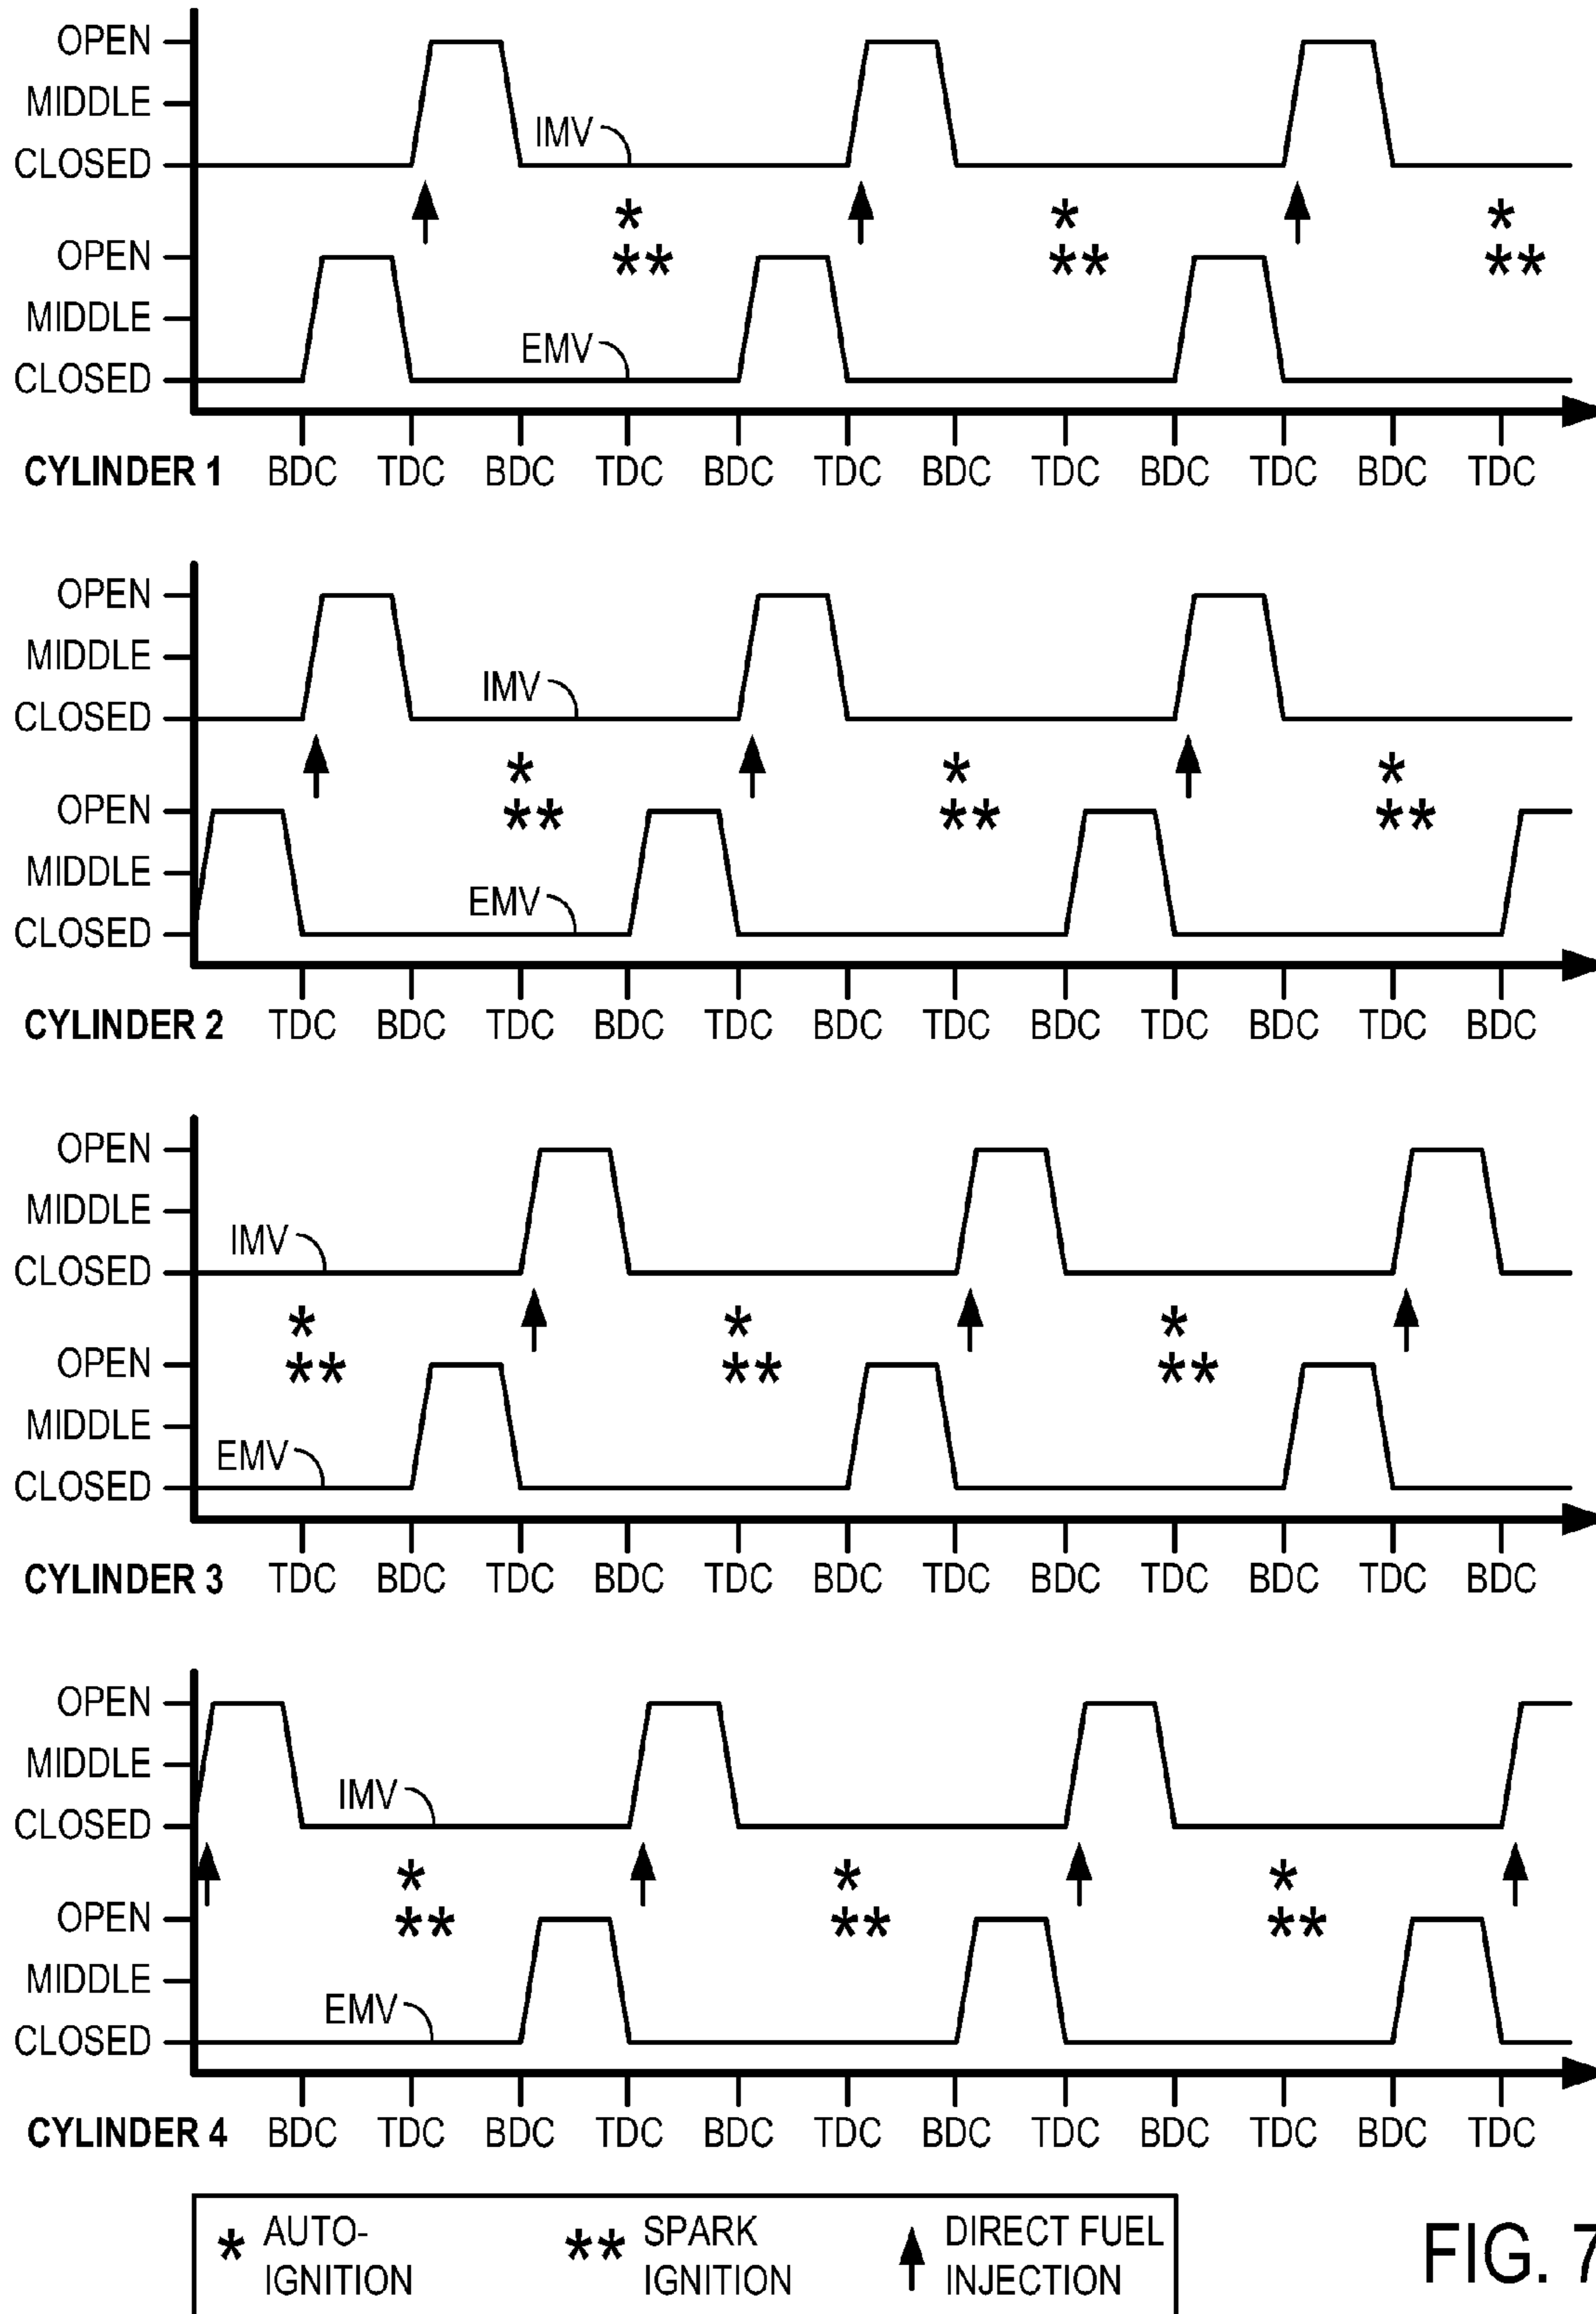 OPEN
MIDDLE
CLOSED
IMV
* 
**
*
**
*
**
OPEN
MIDDLE
CLOSED
EMV
CYLINDER 1 BDC TDC BDC TDC BDC TDC BDC TDC BDC TDC BDC TDC
OPEN
MIDDLE
CLOSED
IMV
*
**
*
**
*
**
OPEN
MIDDLE
CLOSED
EMV
CYLINDER 2 TDC BDC TDC BDC TDC BDC TDC BDC TDC BDC TDC BDC
OPEN
MIDDLE
CLOSED
IMV
*
**
*
**
*
**
OPEN
MIDDLE
CLOSED
EMV
CYLINDER 3 TDC BDC TDC BDC TDC BDC TDC BDC TDC BDC TDC BDC
OPEN
MIDDLE
CLOSED
IMV
*
**
*
**
*
**
OPEN
MIDDLE
CLOSED
EMV
CYLINDER 4 BDC TDC BDC TDC BDC TDC BDC TDC BDC TDC BDC TDC
* AUTO-
IGNITION
** SPARK
IGNITION
DIRECT FUEL
INJECTION
FIG. 7